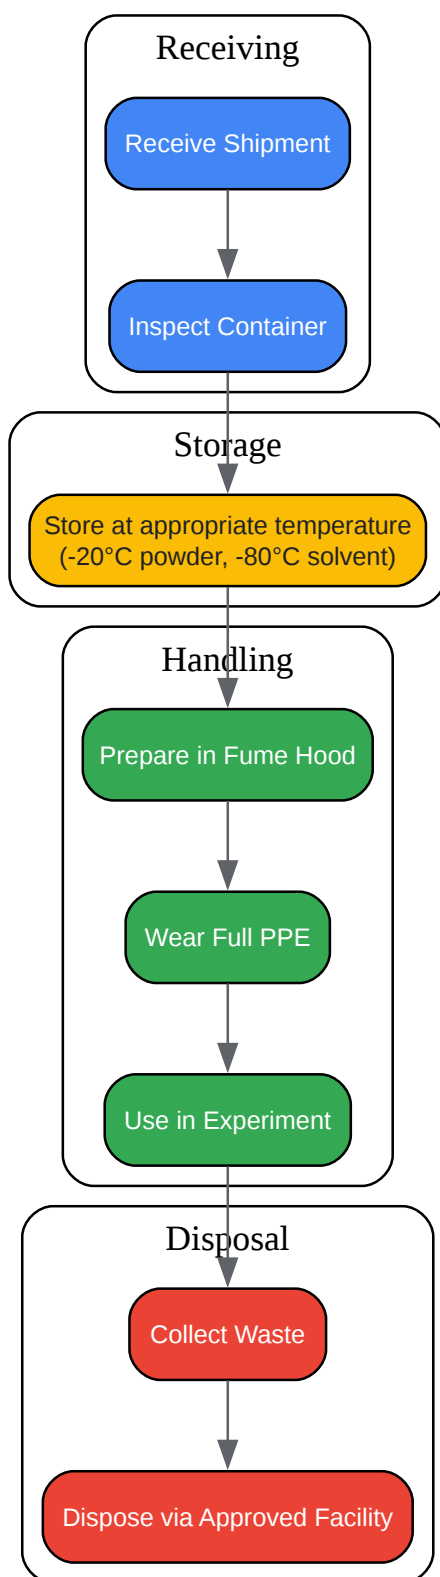 Receiving
Receive Shipment
Inspect Container
Storage
Store at appropriate temperature
(-20°C powder, -80°C solvent)
Handling
Prepare in Fume Hood
Wear Full PPE
Use in Experiment
Disposal
Collect Waste
Dispose via Approved Facility